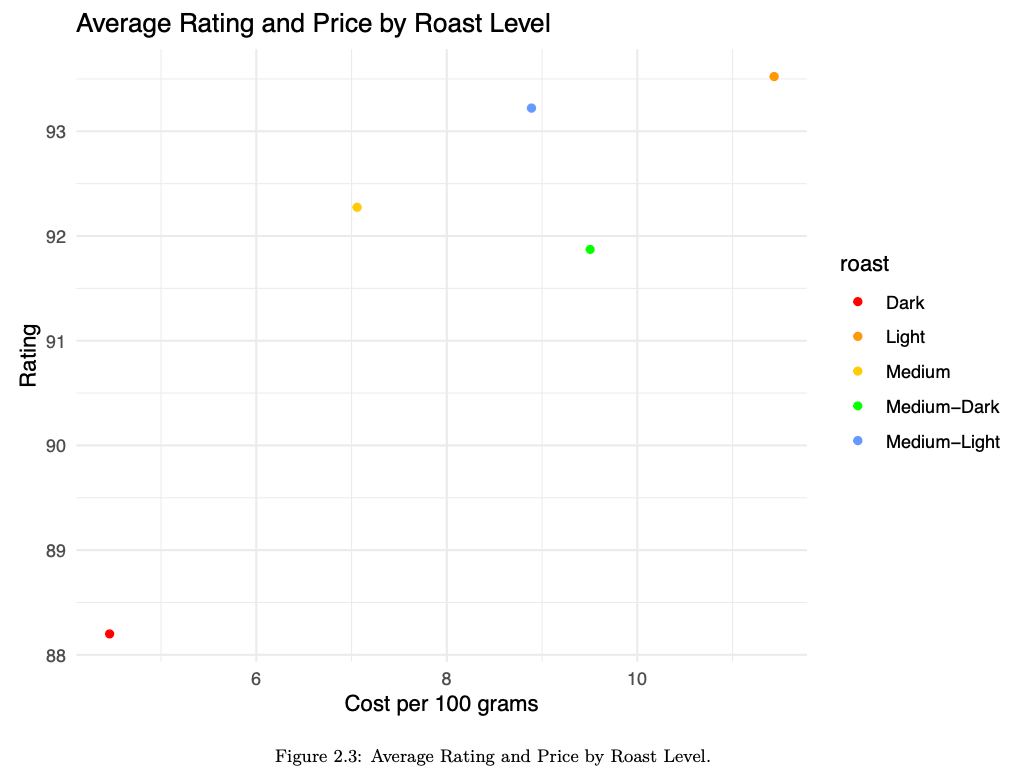 Average Rating and Price by Roast Level
93
92
91
90
89
88
Rating
6 8 10
Cost per 100 grams
roast
Dark
Light
Medium
Medium−Dark
Medium−Light
Figure 2.3: Average Rating and Price by Roast Level.